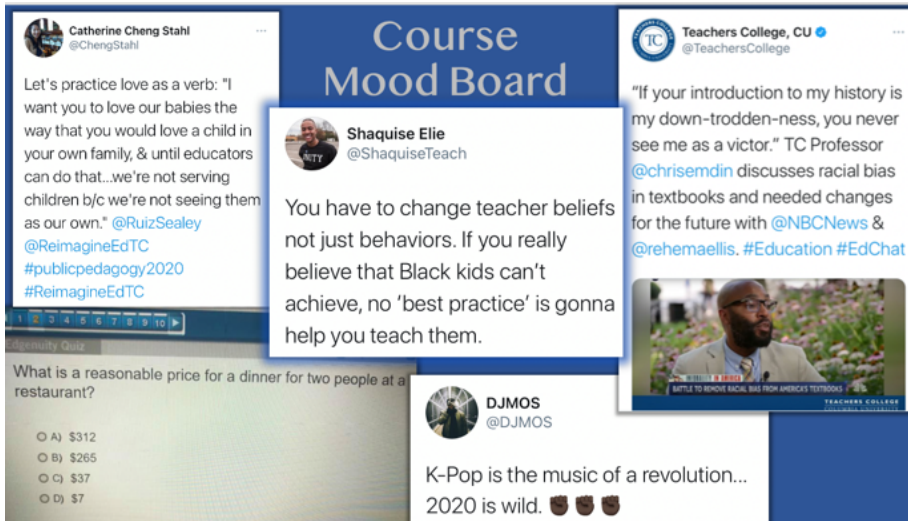 Course
Mood Board
Catherine Cheng Stahl
@ChengStahl
Let's practice love as a verb: "I
want you to love our babies the
way that you would love a child in
your own family, & until educators
can do that...we're not serving
children b/c we're not seeing them
as our own." @RuizSealey
@ReimagineEdTC
#publicpedagogy2020
#ReimagineEdTC
Shaquise Elie
@ShaquiseTeach
You have to change teacher beliefs
not just behaviors. If you really
believe that Black kids can't
achieve, no 'best practice' is gonna
help you teach them.
TC
Teachers College, CU
@TeachersCollege
"If your introduction to my history is
my down-trodden-ness, you never
see me as a victor." TC Professor
@chrisemdin discusses racial bias
in textbooks and needed changes
for the future with @NBCNews &
@rehemaellis. #Education #EdChat
INEQUALITY IN AMERICA
BATTLE TO REMOVE RACIAL BIAS FROM AMERICA'S TEXTBOOKS
TEACHERS COLLEGE
COLUMBIA UNIVERSITY
1 2 3 4 5 6 7 8 9 10
Edgenuity Quiz
What is a reasonable price for a dinner for two people at a
restaurant?
A) $312
B) $265
C) $37
D) $7
DJMOS
@DJMOS
K-Pop is the music of a revolution...
2020 is wild. ✊🏿✊🏿✊🏿